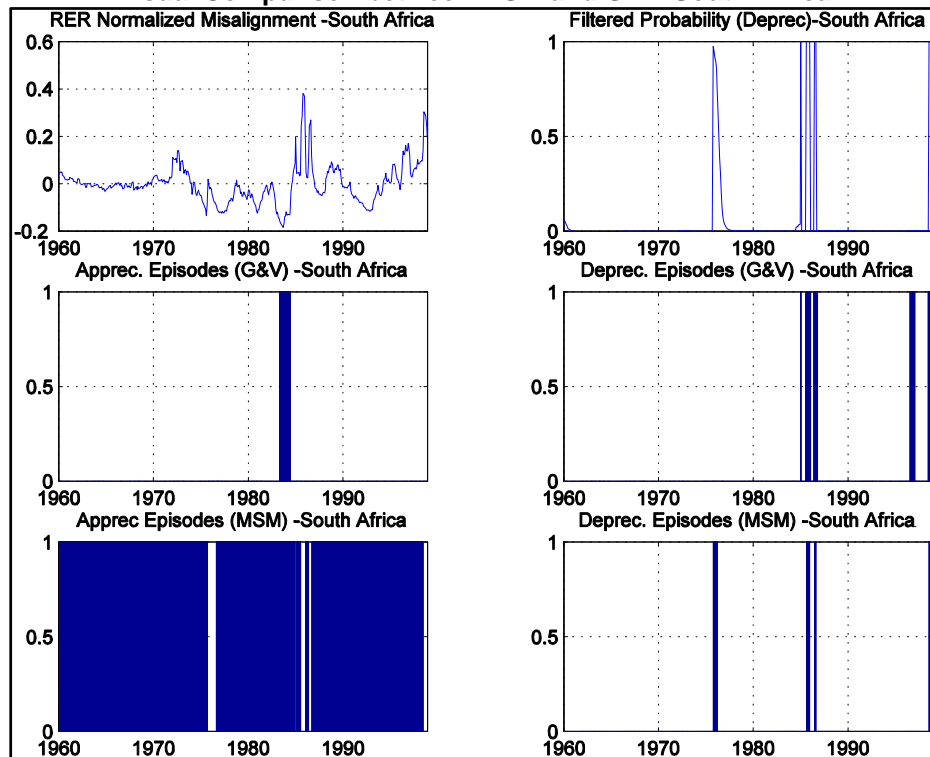 RER Normalized Misalignment -South Africa
0.6
0.4
0.2
0
-0.2
1960 1970 1980 1990
Filtered Probability (Deprec)-South Africa
1
0.5
0
1960 1970 1980 1990
Apprec. Episodes (G&V) -South Africa
1
0.5
0
1960 1970 1980 1990
Deprec. Episodes (G&V) -South Africa
1
0.5
0
1960 1970 1980 1990
Apprec Episodes (MSM) -South Africa
1
0.5
0
1960 1970 1980 1990
Deprec. Episodes (MSM) -South Africa
1
0.5
0
1960 1970 1980 1990